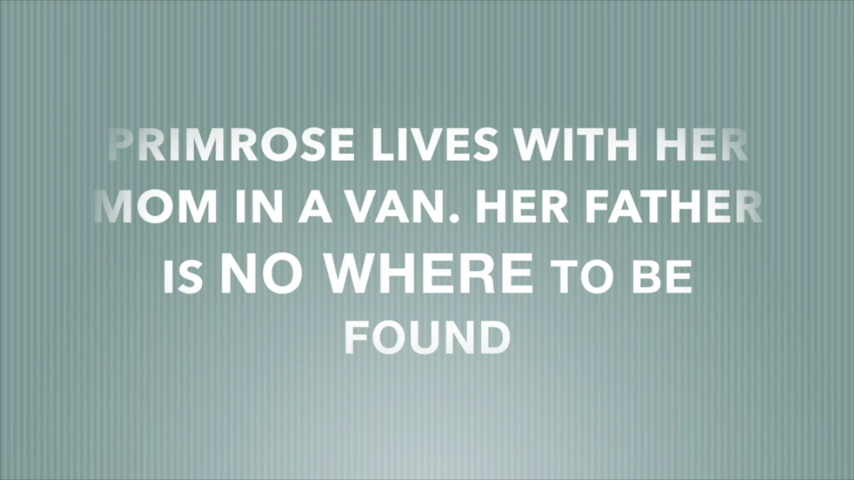 PRIMROSE LIVES WITH HER
MOM IN A VAN. HER FATHER
IS NO WHERE TO BE
FOUND